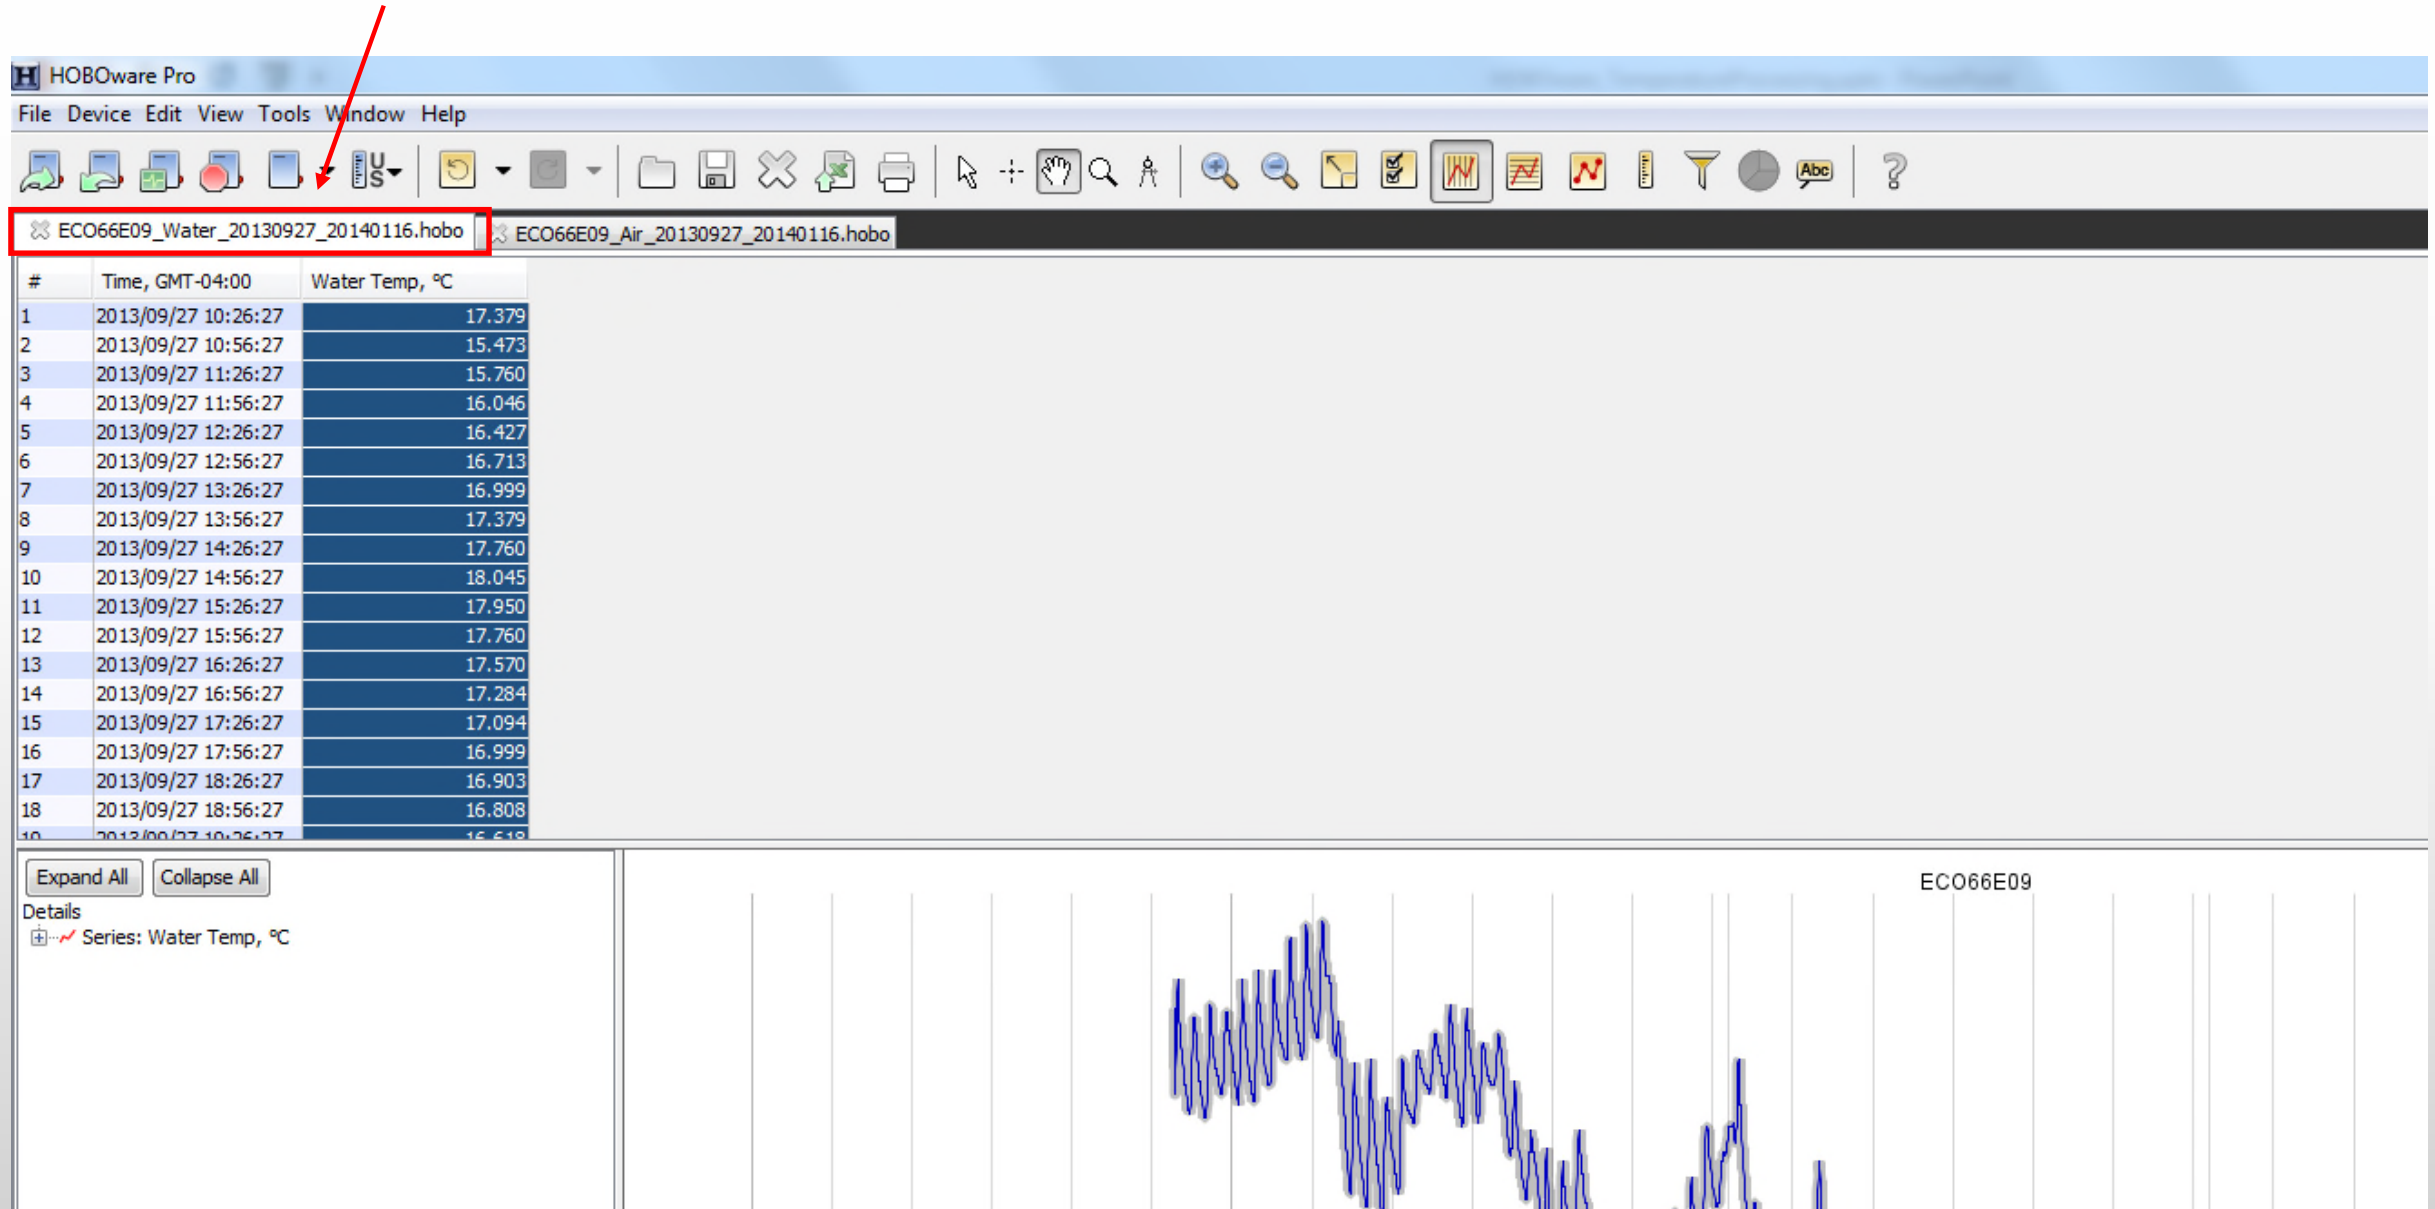 HOBOware Pro
File Device Edit View Tools Window Help
U
S
Abc
ECO66E09_Water_20130927_20140116.hobo ECO66E09_Air_20130927_20140116.hobo
# Time, GMT-04:00 Water Temp, °C
1 2013/09/27 10:26:27 17.379
2 2013/09/27 10:56:27 15.473
3 2013/09/27 11:26:27 15.760
4 2013/09/27 11:56:27 16.046
5 2013/09/27 12:26:27 16.427
6 2013/09/27 12:56:27 16.713
7 2013/09/27 13:26:27 16.999
8 2013/09/27 13:56:27 17.379
9 2013/09/27 14:26:27 17.760
10 2013/09/27 14:56:27 18.045
11 2013/09/27 15:26:27 17.950
12 2013/09/27 15:56:27 17.760
13 2013/09/27 16:26:27 17.570
14 2013/09/27 16:56:27 17.284
15 2013/09/27 17:26:27 17.094
16 2013/09/27 17:56:27 16.999
17 2013/09/27 18:26:27 16.903
18 2013/09/27 18:56:27 16.808
19 2013/09/27 19:26:27 16.618
Expand All Collapse All
Details
Series: Water Temp, °C
ECO66E09